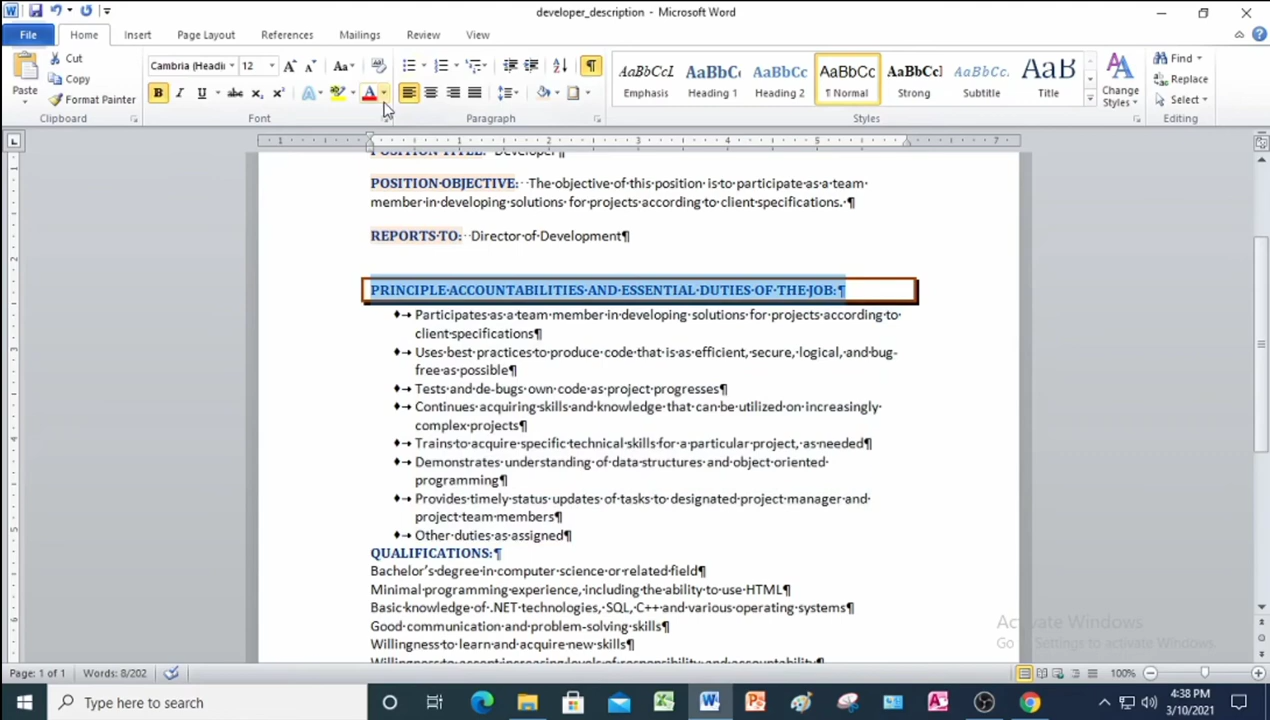 developer_description - Microsoft Word
File Home Insert Page Layout References Mailings Review View
Paste
Cut
Copy
Format Painter
Clipboard
Cambria (Headi 12
Font
Paragraph
AaBbCcI AaBbC AaBbCc AaBbCc AaBbCc] AaBbCc. AaB
Emphasis Heading 1 Heading 2 ¶ Normal Strong Subtitle Title
Change Styles
Styles
Find
Replace
Select
Editing
POSITION·TITLE: Developer¶
POSITION·OBJECTIVE: The·objective·of·this·position·is·to·participate·as·a·team·
member·in·developing·solutions·for·projects·according·to·client·specifications.·¶
REPORTS·TO: Director·of·Development¶
PRINCIPLE·ACCOUNTABILITIES·AND·ESSENTIAL·DUTIES·OF·THE·JOB:¶
♦→ Participates·as·a·team·member·in·developing·solutions·for·projects·according·to·
client·specifications¶
♦→ Uses·best·practices·to·produce·code·that·is·as·efficient,·secure,·logical,·and·bug-
free·as·possible¶
♦→ Tests·and·de-bugs·own·code·as·project·progresses¶
♦→ Continues·acquiring·skills·and·knowledge·that·can·be·utilized·on·increasingly·
complex·projects¶
♦→ Trains·to·acquire·specific·technical·skills·for·a·particular·project,·as·needed¶
♦→ Demonstrates·understanding·of·data·structures·and·object·oriented·
programming¶
♦→ Provides·timely·status·updates·of·tasks·to·designated·project·manager·and·
project·team·members¶
♦→ Other·duties·as·assigned¶
QUALIFICATIONS:¶
Bachelor's·degree·in·computer·science·or·related·field¶
Minimal·programming·experience,·including·the·ability·to·use·HTML¶
Basic·knowledge·of·.NET·technologies,·SQL,·C++·and·various·operating·systems¶
Good·communication·and·problem-solving·skills¶
Willingness·to·learn·and·acquire·new·skills¶
Willingness·to·accept·increasing·levels·of·responsibility·and·accountability¶
Activate Windows
Go to Settings to activate Windows.
Page: 1 of 1 Words: 8/202 100%
Type here to search
4:38 PM
3/10/2021